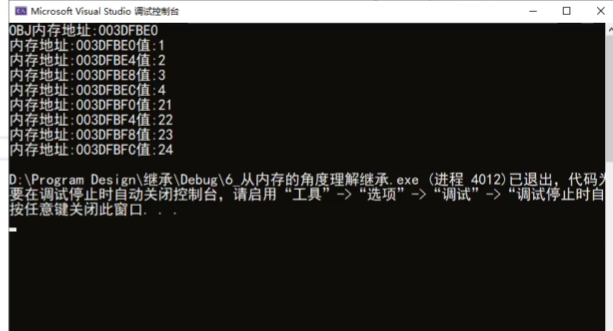 Microsoft Visual Studio 调试控制台
OBJ内存地址:003DFBE0
内存地址:003DFBE0值:1
内存地址:003DFBE4值:2
内存地址:003DFBE8值:3
内存地址:003DFBEC值:4
内存地址:003DFBF0值:21
内存地址:003DFBF4值:22
内存地址:003DFBF8值:23
内存地址:003DFBFC值:24
D:\Program Design\继承\Debug\6_从内存的角度理解继承.exe (进程 4012)已退出，代码为
要在调试停止时自动关闭控制台，请启用“工具”->“选项”->“调试”->“调试停止时自
按任意键关闭此窗口. . .